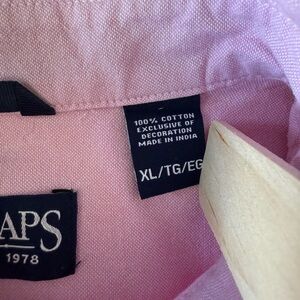 100% COTTON
EXCLUSIVE OF
DECORATION
MADE IN INDIA
XL/TG/EG
APS
1978